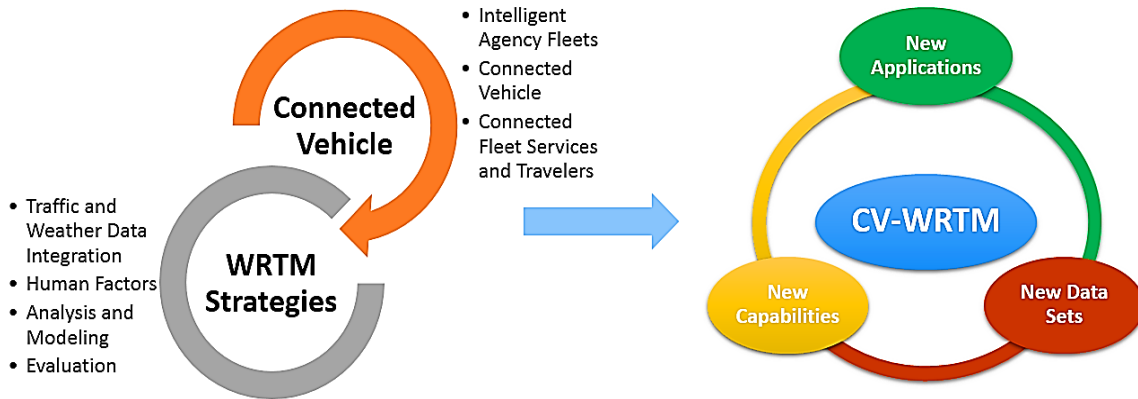 Connected
Vehicle
• Intelligent
Agency Fleets
• Connected
Vehicle
• Connected
Fleet Services
and Travelers
• Traffic and
Weather Data
Integration
• Human Factors
• Analysis and
Modeling
• Evaluation
WRTM
Strategies
New
Applications
CV-WRTM
New
Capabilities
New Data
Sets